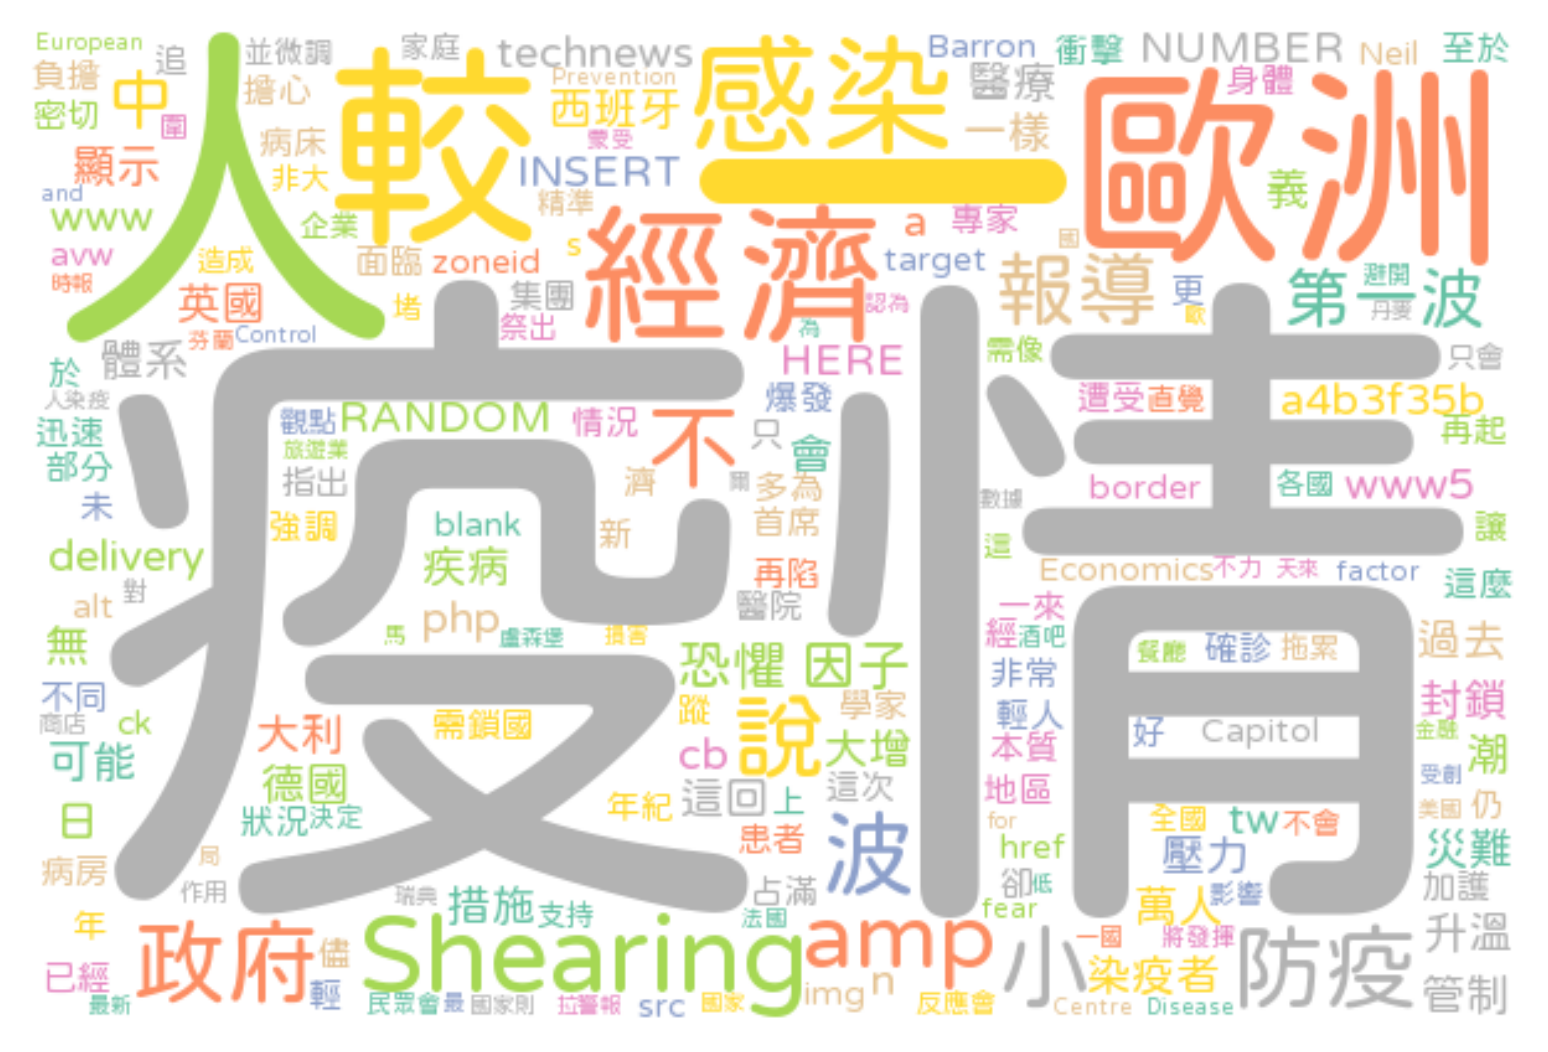 European
負擔
中
追
並微調
家庭
technews
感染
Barron
衝擊
NUMBER
Neil
至於
密切
圍
人
擔心
較
Prevention
西班牙
醫療
身體
歐洲
顯示
病床
蒙受
一樣
and
非大
INSERT
一
義
www
企業
精準
經濟
a
專家
國
avw
造成
面臨
zoneid
s
target
報導
更
第一波
避開
時報
英國
堵
集團
認為
丹麥
歐
芬蘭
Control
祭出
為
於
體系
疫情
HERE
需像
只會
人染疫
觀點
RANDOM
情況
不
爆發
遭受
直覺
a4b3f35b
迅速
旅遊業
只
會
再起
部分
指出
濟
爾
多為
數據
border
各國
www5
未
強調
blank
新
首席
讓
delivery
疾病
再陷
這
Economics
不力
天來
factor
這麼
alt
對
php
醫院
一來
無
馬
盧森堡
損害
經
酒吧
餐廳
確診
拖累
過去
恐懼
因子
非常
不同
商店
ck
大利
需鎖國
蹤
說
學家
輕人
好
Capitol
封鎖
金融
可能
cb
大增
本質
潮
德國
這回
上
這次
地區
受創
日
狀況
決定
年紀
患者
波
for
全國
tw
不會
美國
仍
href
壓力
災難
病房
局
作用
瑞典
措施
支持
占滿
法國
卻
低
fear
萬人
影響
加護
年
政府
儘
Shearing
amp
小
一國
將發揮
防疫
升溫
已經
輕
img
n
染疫者
管制
最新
民眾會
最
國家則
拉警報
src
國家
反應會
Centre
Disease